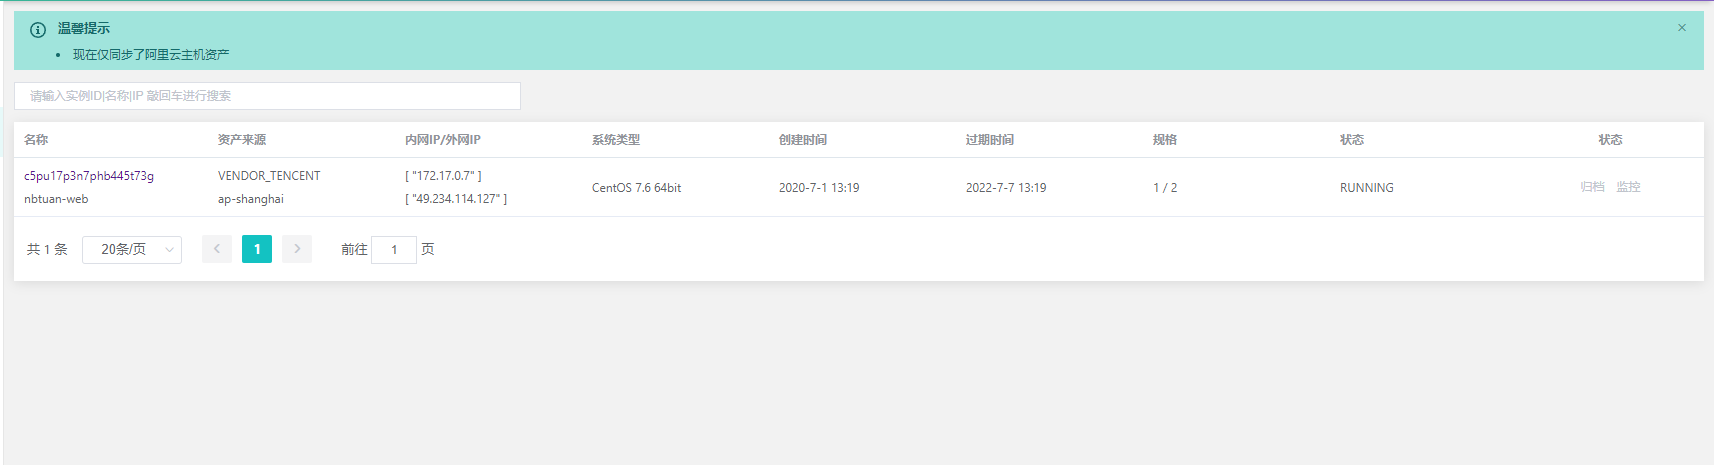 温馨提示
现在仅同步了阿里云主机资产
请输入实例ID|名称|IP 敲回车进行搜索
名称 资产来源 内网IP/外网IP 系统类型 创建时间 过期时间 规格 状态 状态
c5pu17p3n7phb445t73g VENDOR_TENCENT [ "172.17.0.7" ]
CentOS 7.6 64bit 2020-7-1 13:19 2022-7-7 13:19 1 / 2 RUNNING 归档 监控
nbtuan-web ap-shanghai [ "49.234.114.127" ]
共 1 条 20条/页 1 前往 1 页